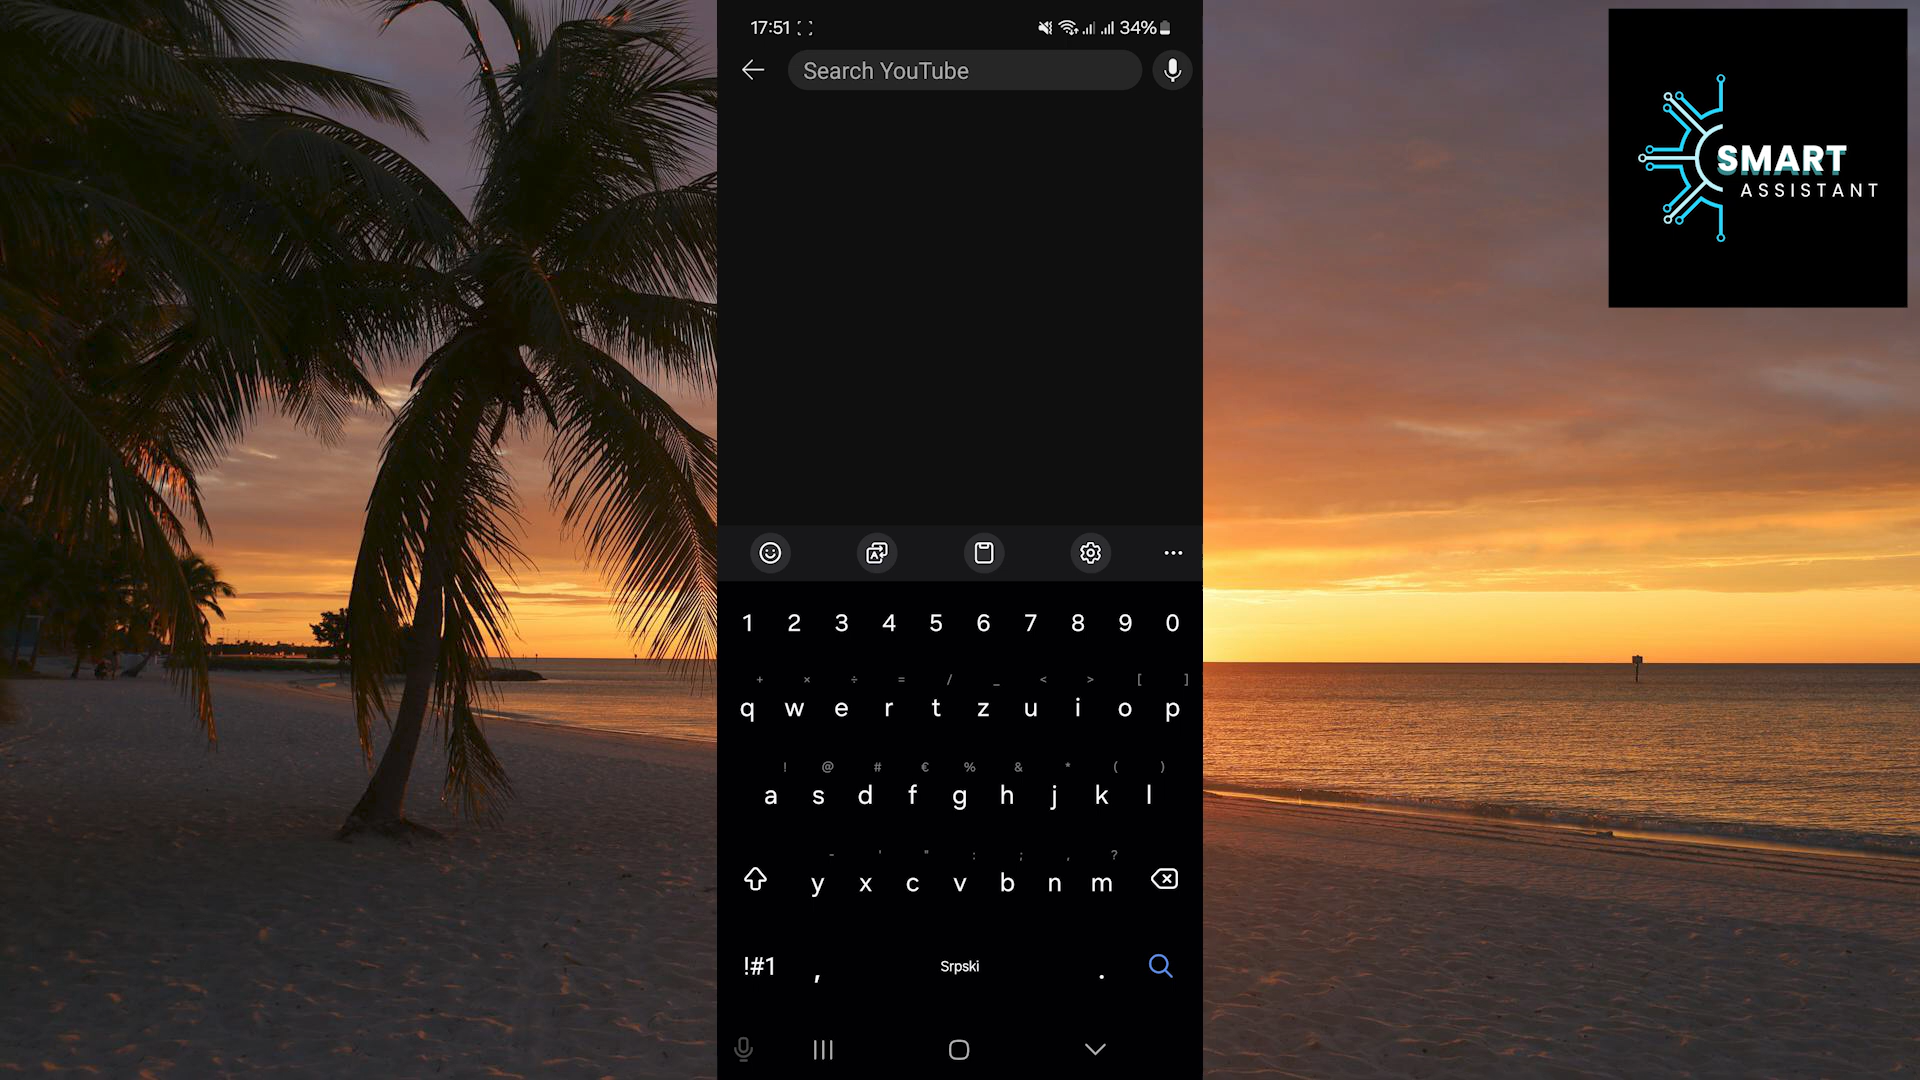 17:51
34%
Search YouTube
SMART
ASSISTANT
1 2 3 4 5 6 7 8 9 0
+ × ÷ = / _ < > [ ]
q w e r t z u i o p
! @ # € % & * ( )
a s d f g h j k l
- ' " : ; , ?
y x c v b n m
!#1 , Srpski .